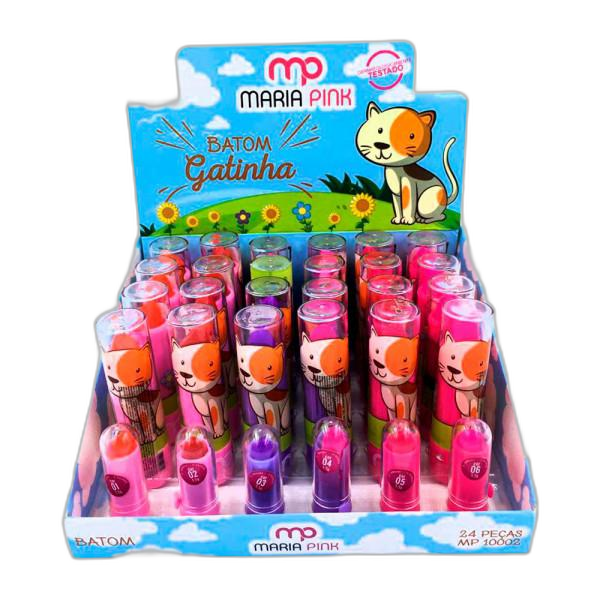 mp
MARIA PINK
TESTADO
BATOM
Gatinha
01
02
03
04
05
06
BATOM
mp
MARIA PINK
24 PEÇAS
MP 10002